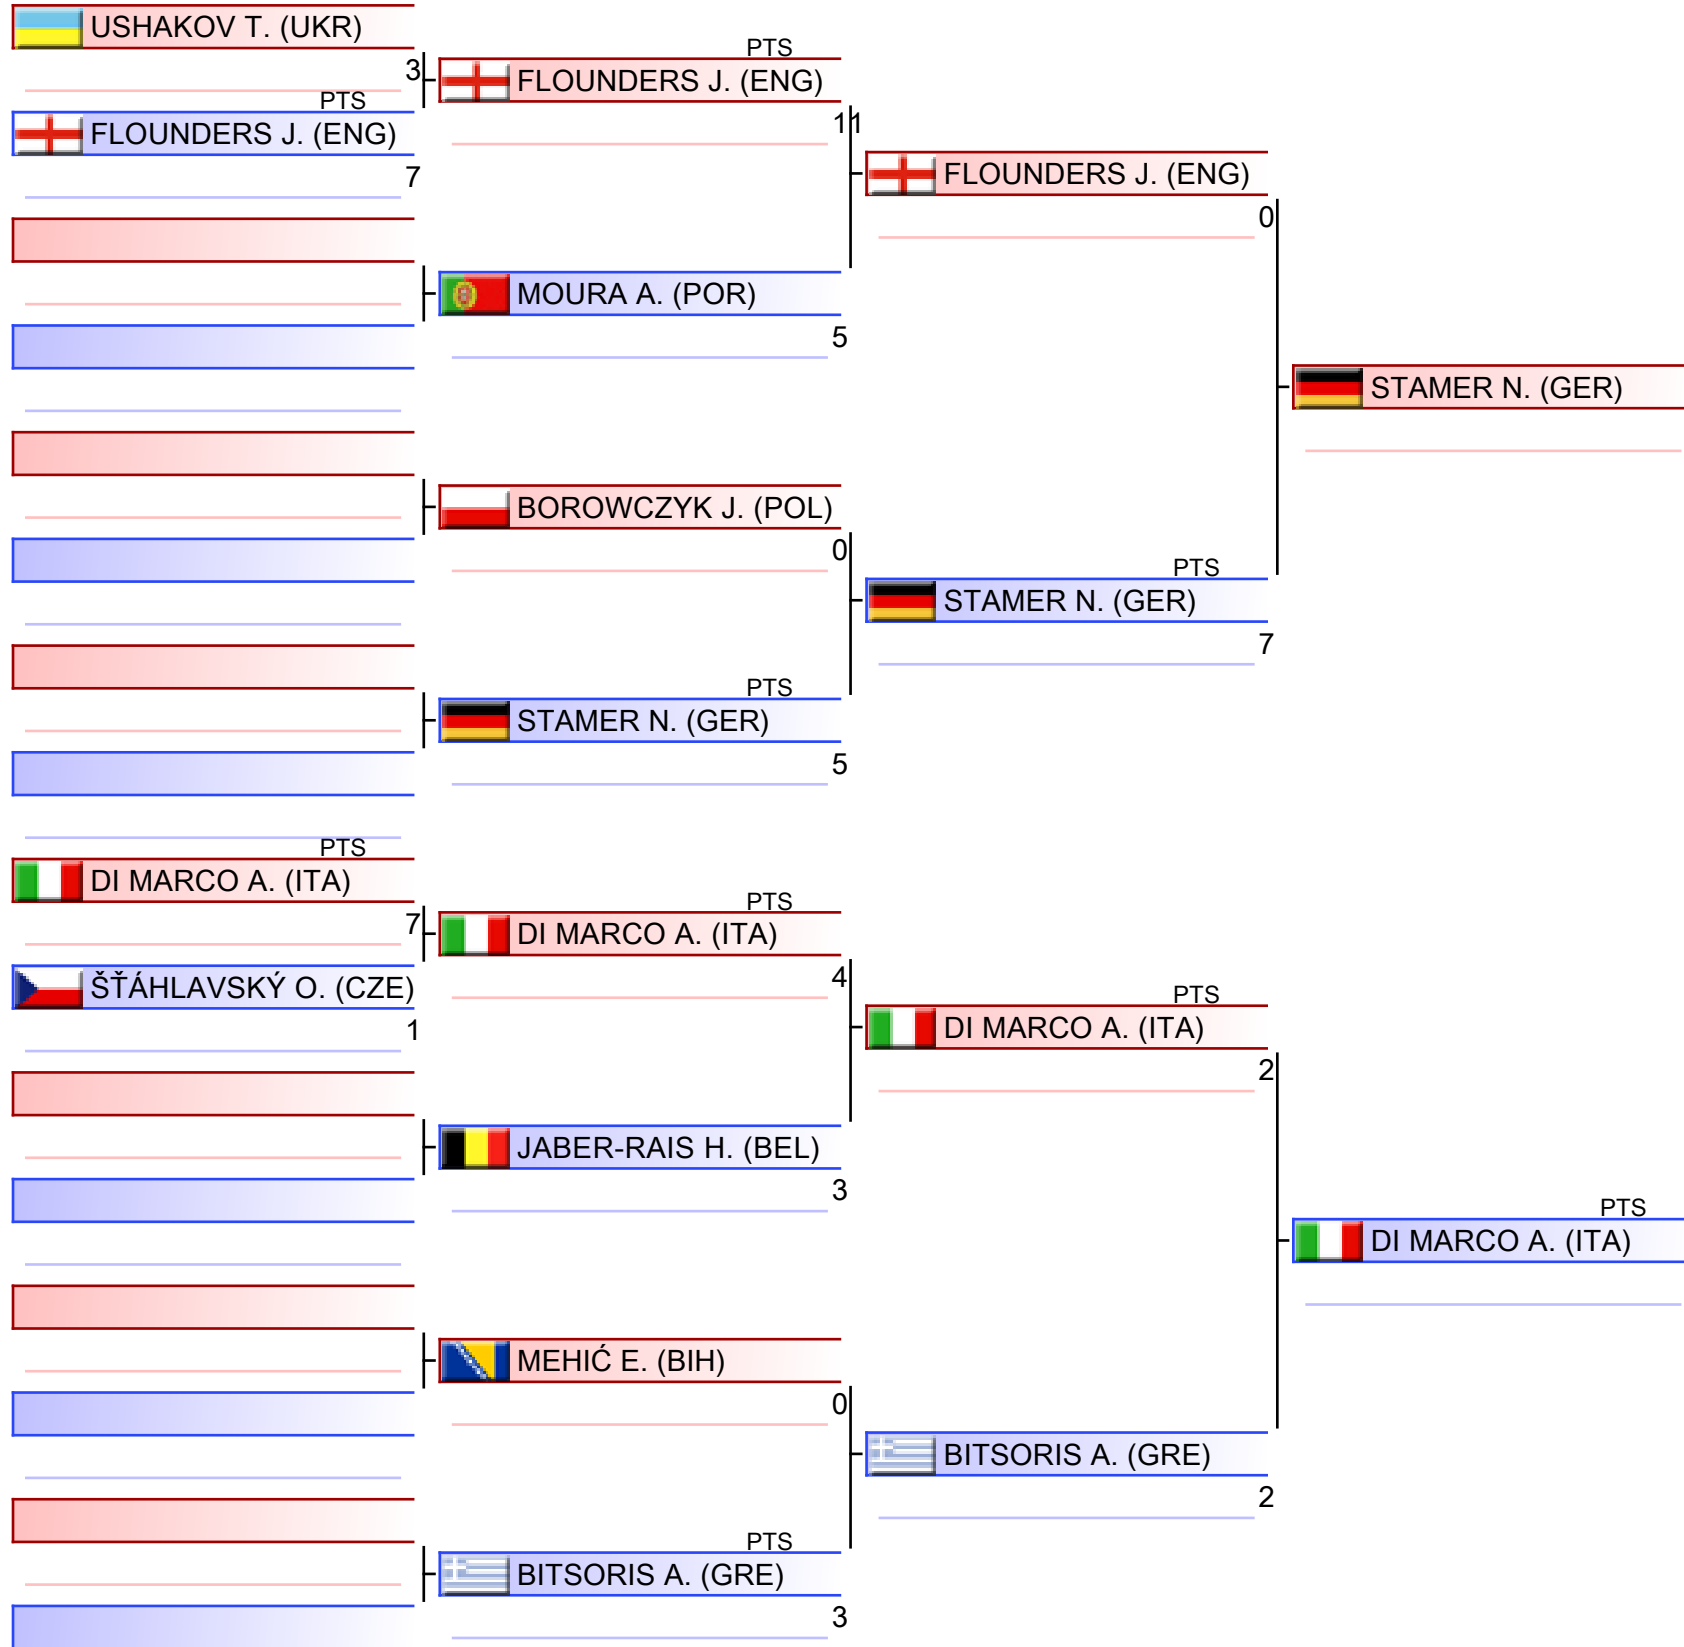 USHAKOV T. (UKR)
3
PTS
FLOUNDERS J. (ENG)
7
PTS
FLOUNDERS J. (ENG)
11
MOURA A. (POR)
5
FLOUNDERS J. (ENG)
0
BOROWCZYK J. (POL)
0
PTS
STAMER N. (GER)
5
PTS
STAMER N. (GER)
7
STAMER N. (GER)
PTS
DI MARCO A. (ITA)
7
ŠŤÁHLAVSKÝ O. (CZE)
1
PTS
DI MARCO A. (ITA)
4
JABER-RAIS H. (BEL)
3
PTS
DI MARCO A. (ITA)
2
MEHIĆ E. (BIH)
0
PTS
BITSORIS A. (GRE)
3
BITSORIS A. (GRE)
2
PTS
DI MARCO A. (ITA)